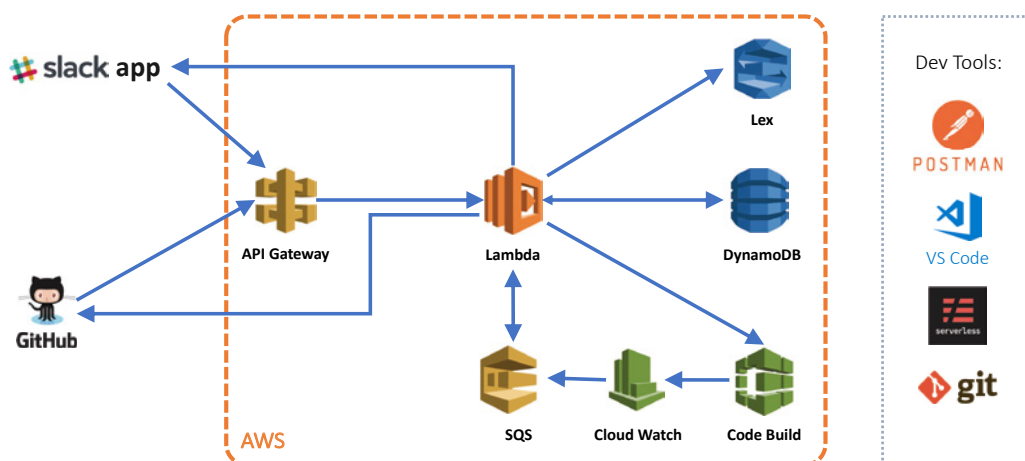 slack app
Lex
API Gateway
Lambda
DynamoDB
GitHub
SQS
Cloud Watch
Code Build
AWS
Dev Tools:
POSTMAN
VS Code
serverless
git